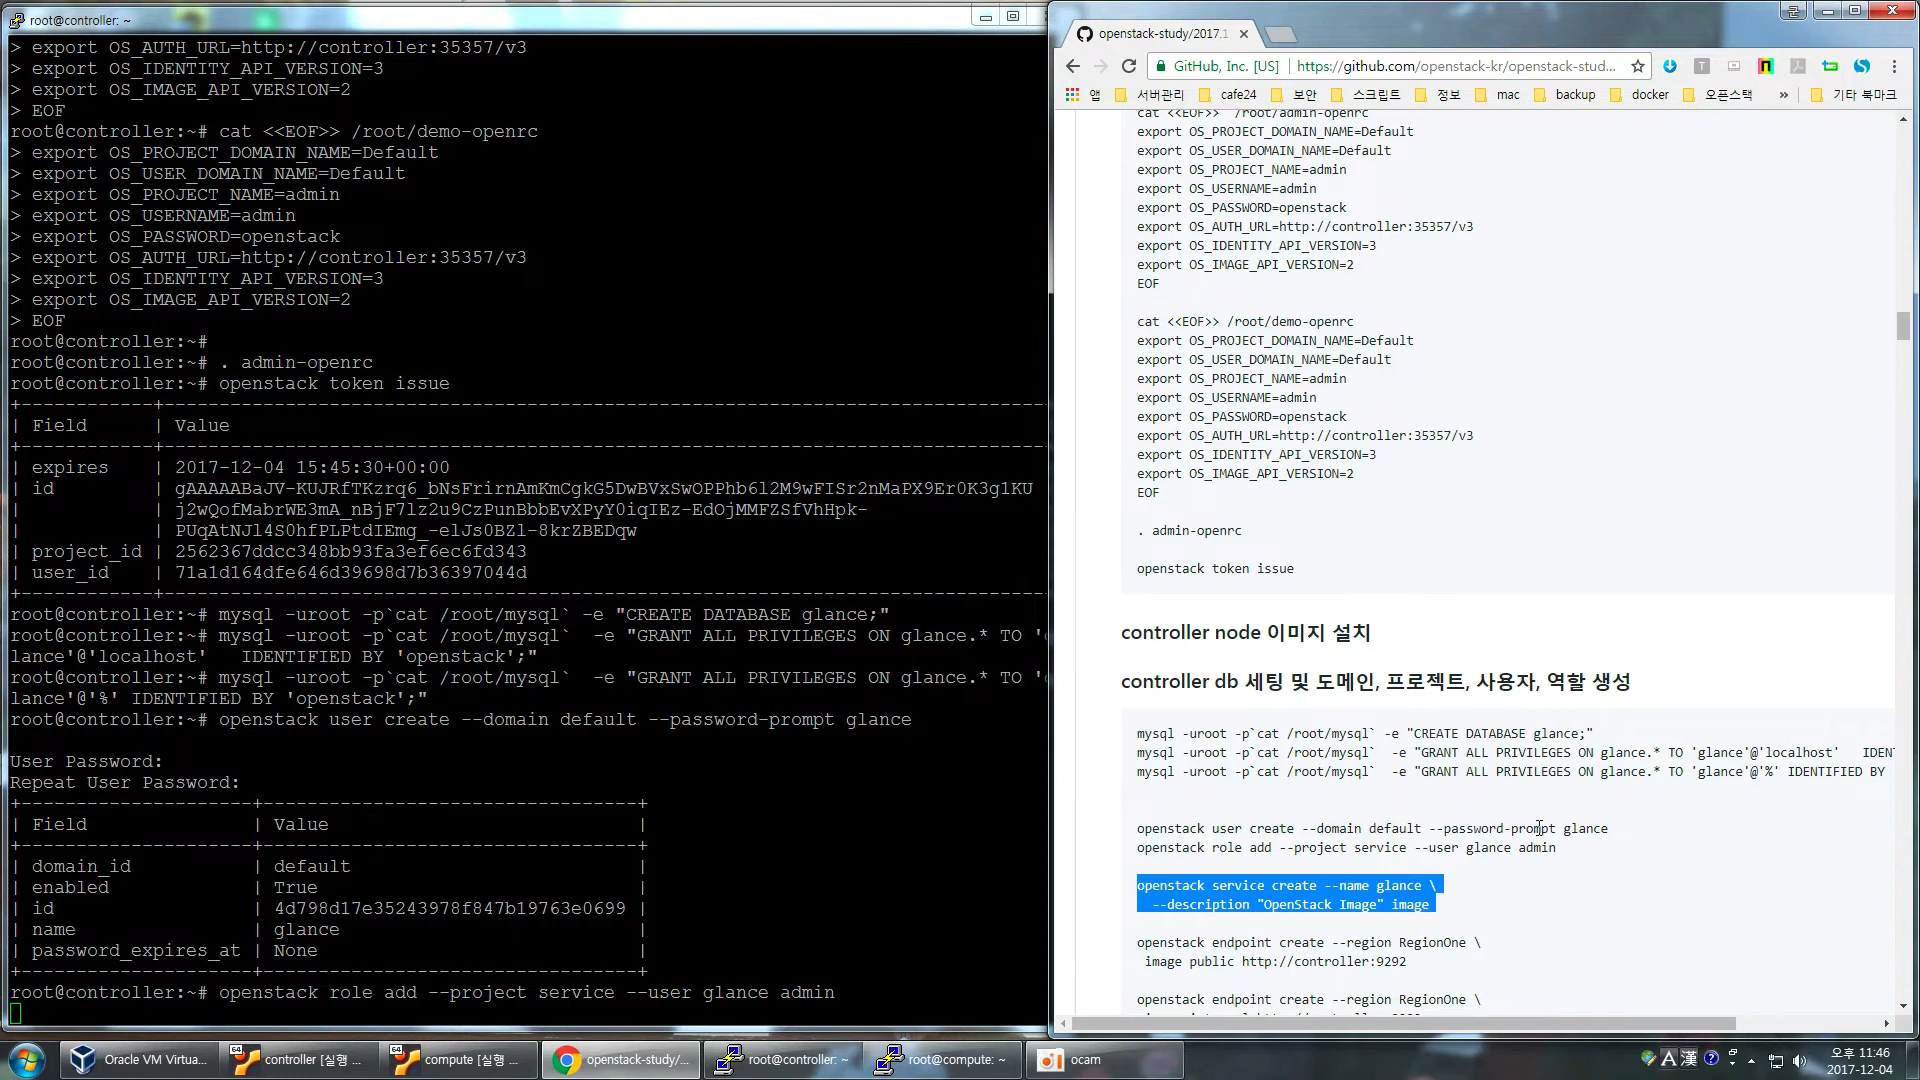 root@controller: ~
> export OS_AUTH_URL=http://controller:35357/v3
> export OS_IDENTITY_API_VERSION=3
> export OS_IMAGE_API_VERSION=2
> EOF
root@controller:~# cat <<EOF>> /root/demo-openrc
> export OS_PROJECT_DOMAIN_NAME=Default
> export OS_USER_DOMAIN_NAME=Default
> export OS_PROJECT_NAME=admin
> export OS_USERNAME=admin
> export OS_PASSWORD=openstack
> export OS_AUTH_URL=http://controller:35357/v3
> export OS_IDENTITY_API_VERSION=3
> export OS_IMAGE_API_VERSION=2
> EOF
root@controller:~#
root@controller:~# . admin-openrc
root@controller:~# openstack token issue
| Field | Value
| expires | 2017-12-04 15:45:30+00:00
| id | gAAAAABaJV-KUJRfTKzrq6_bNsFrirnAmKmCgkG5DwBVxSwOPPhb6l2M9wFISr2nMaPX9Er0K3g1KU
| | j2wQofMabrWE3mA_nBjF7lz2u9CzPunBbbEvXPyY0iqIEz-EdOjMMFZSfVhHpk-
| | PUqAtNJl4S0hfPLPtdIEmg_-elJs0BZl-8krZBEDqw
| project_id | 2562367ddcc348bb93fa3ef6ec6fd343
| user_id | 71a1d164dfe646d39698d7b36397044d
root@controller:~# mysql -uroot -p`cat /root/mysql` -e "CREATE DATABASE glance;"
root@controller:~# mysql -uroot -p`cat /root/mysql` -e "GRANT ALL PRIVILEGES ON glance.* TO '
lance'@'localhost' IDENTIFIED BY 'openstack';"
root@controller:~# mysql -uroot -p`cat /root/mysql` -e "GRANT ALL PRIVILEGES ON glance.* TO '
lance'@'%' IDENTIFIED BY 'openstack';"
root@controller:~# openstack user create --domain default --password-prompt glance
User Password:
Repeat User Password:
| Field | Value |
| domain_id | default |
| enabled | True |
| id | 4d798d17e35243978f847b19763e0699 |
| name | glance |
| password_expires_at | None |
root@controller:~# openstack role add --project service --user glance admin
openstack-study/2017.1
GitHub, Inc. [US] https://github.com/openstack-kr/openstack-stud...
앱 서버관리 cafe24 보안 스크립트 정보 mac backup docker 오픈스택 » 기타 북마크
cat <<EOF>> /root/admin-openrc
export OS_PROJECT_DOMAIN_NAME=Default
export OS_USER_DOMAIN_NAME=Default
export OS_PROJECT_NAME=admin
export OS_USERNAME=admin
export OS_PASSWORD=openstack
export OS_AUTH_URL=http://controller:35357/v3
export OS_IDENTITY_API_VERSION=3
export OS_IMAGE_API_VERSION=2
EOF
cat <<EOF>> /root/demo-openrc
export OS_PROJECT_DOMAIN_NAME=Default
export OS_USER_DOMAIN_NAME=Default
export OS_PROJECT_NAME=admin
export OS_USERNAME=admin
export OS_PASSWORD=openstack
export OS_AUTH_URL=http://controller:35357/v3
export OS_IDENTITY_API_VERSION=3
export OS_IMAGE_API_VERSION=2
EOF
. admin-openrc
openstack token issue
controller node 이미지 설치
controller db 세팅 및 도메인, 프로젝트, 사용자, 역할 생성
mysql -uroot -p`cat /root/mysql` -e "CREATE DATABASE glance;"
mysql -uroot -p`cat /root/mysql` -e "GRANT ALL PRIVILEGES ON glance.* TO 'glance'@'localhost' IDENT
mysql -uroot -p`cat /root/mysql` -e "GRANT ALL PRIVILEGES ON glance.* TO 'glance'@'%' IDENTIFIED BY
openstack user create --domain default --password-prompt glance
openstack role add --project service --user glance admin
openstack service create --name glance \
--description "OpenStack Image" image
openstack endpoint create --region RegionOne \
image public http://controller:9292
openstack endpoint create --region RegionOne \
Oracle VM Virtua... controller [실행 ... compute [실행 ... openstack-study/... root@controller: ~ root@compute: ~ ocam
A 漢
오후 11:46
2017-12-04